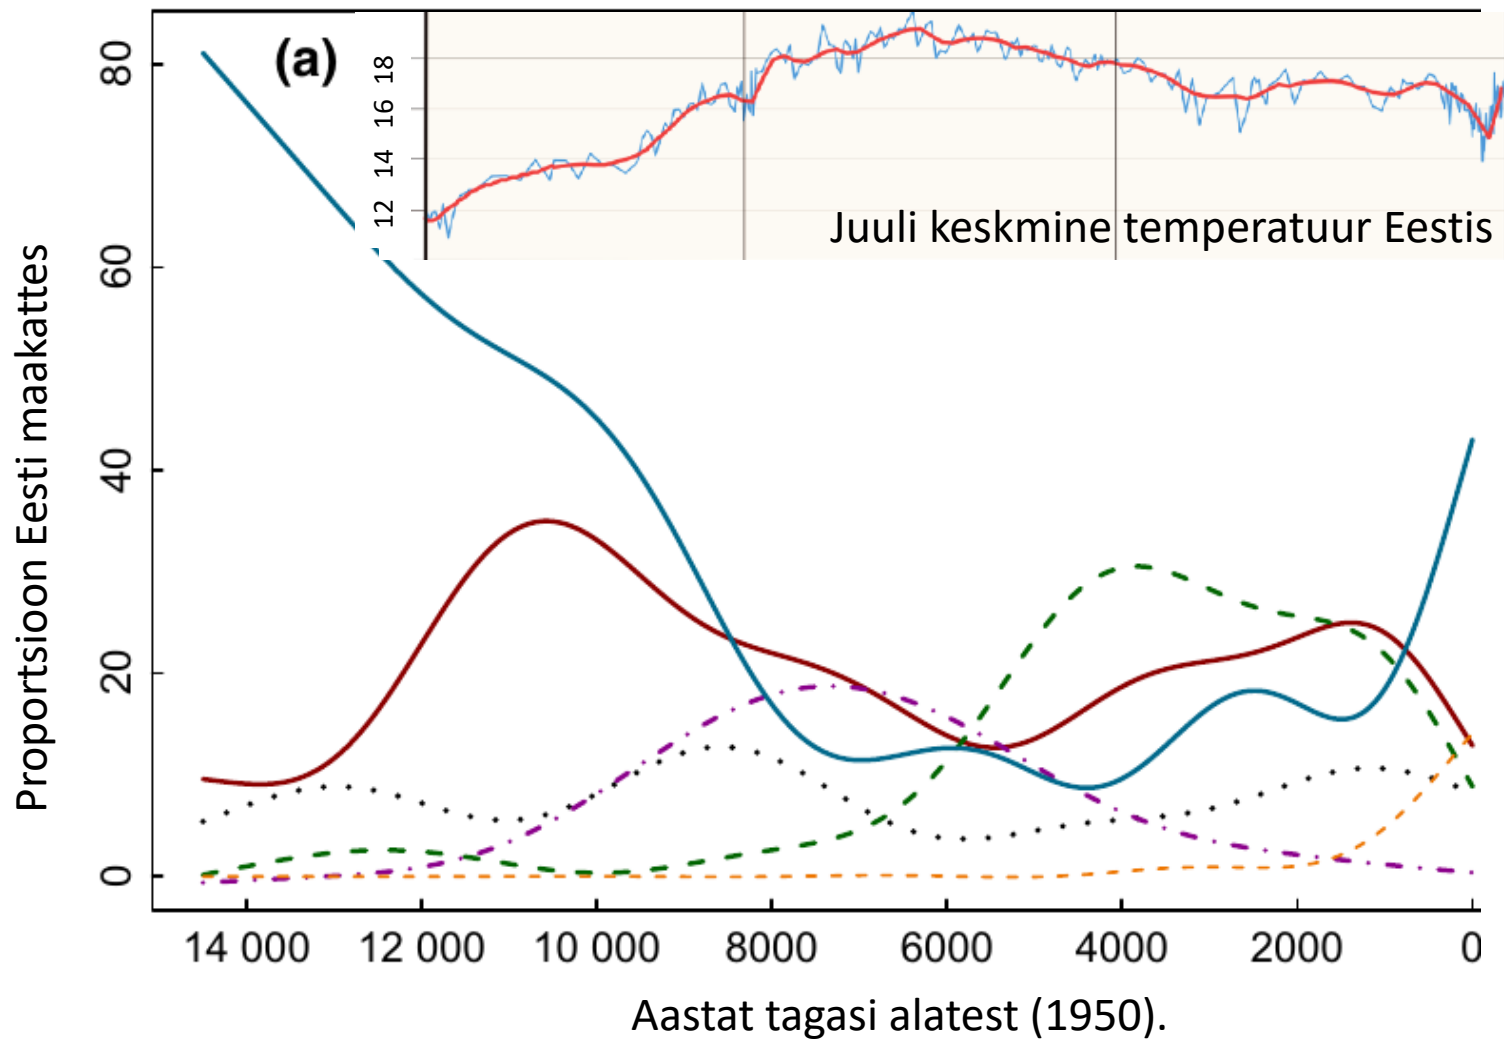 (a)
80
60
40
20
0
Proportsioon Eesti maakattes
18
16
14
12
Juuli keskmine temperatuur Eestis
14 000 12 000 10 000 8000 6000 4000 2000 0
Aastat tagasi alatest (1950).